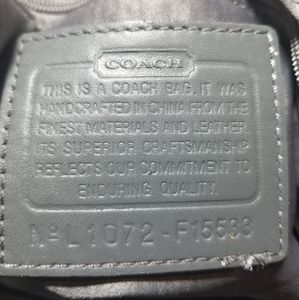 COACH
THIS IS A COACH BAG. IT WAS
HANDCRAFTED IN CHINA FROM THE
FINEST MATERIALS AND LEATHER.
ITS SUPERIOR CRAFTSMANSHIP
REFLECTS OUR COMMITMENT TO
ENDURING QUALITY.
Nº L1072-F15533